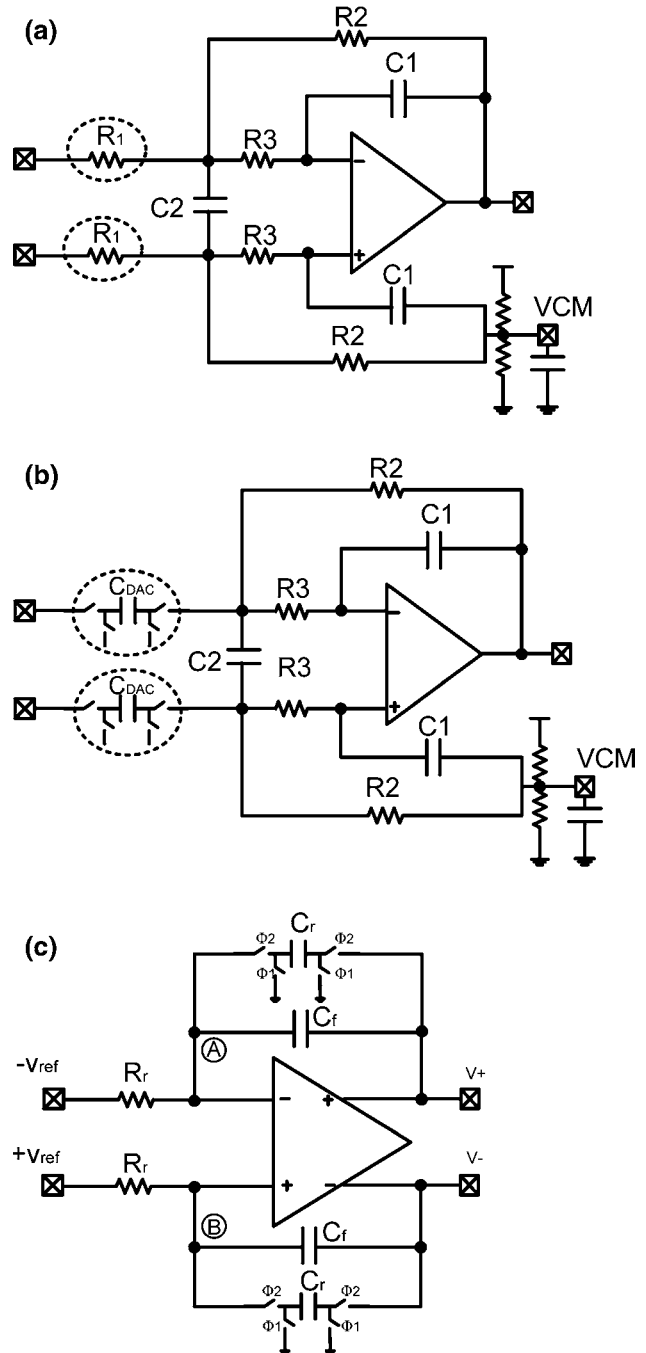 (a)
R2
C1
R1
R3
−
C2
R1
R3
+
C1
VCM
R2
(b)
R2
C1
CDAC
R3
−
C2
R3
CDAC
+
C1
VCM
R2
(c)
Cr
Φ2 Φ2
Φ1 Φ1
Cf
A
-vref
Rr
− +
V+
+vref
Rr
+ −
V-
B
Cf
Cr
Φ2 Φ2
Φ1 Φ1